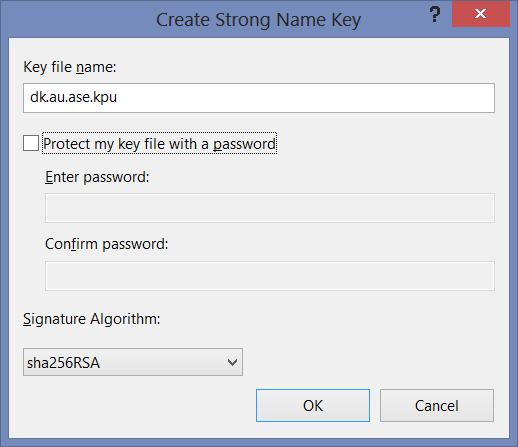 Create Strong Name Key
?
Key file name:
dk.au.ase.kpu
Protect my key file with a password
Enter password:
Confirm password:
Signature Algorithm:
sha256RSA
OK Cancel